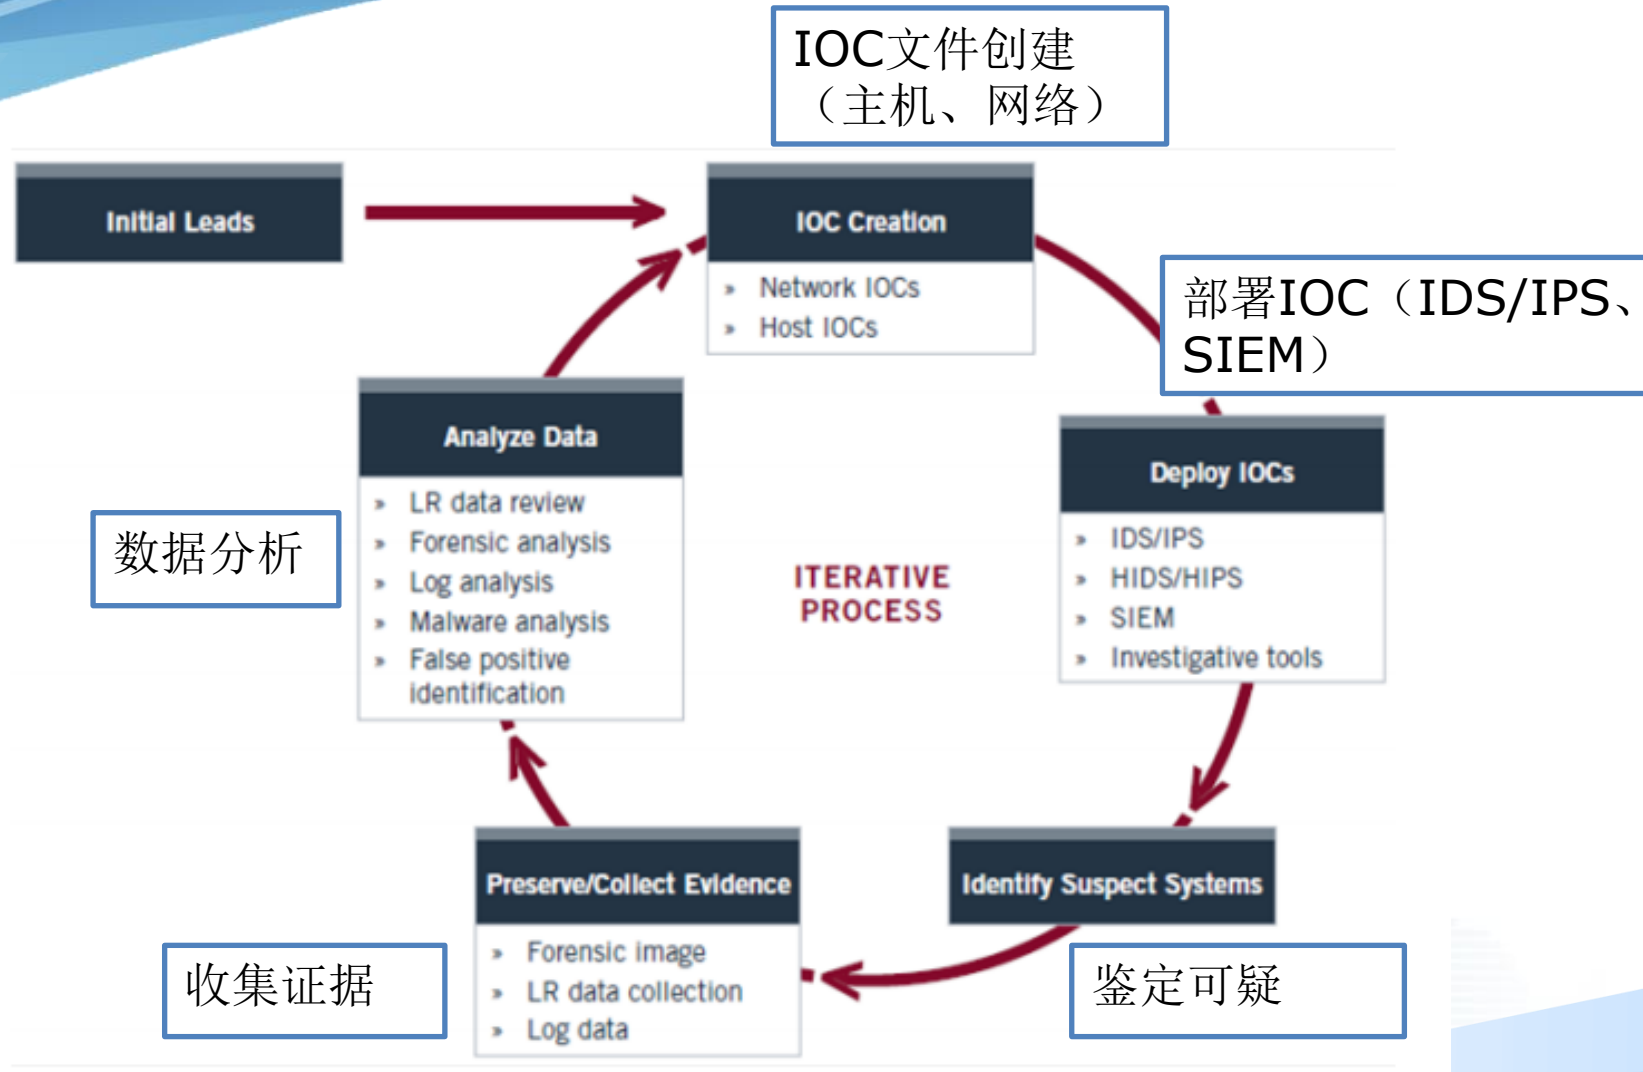 IOC文件创建
（主机、网络）
Initial Leads
IOC Creation
» Network IOCs
» Host IOCs
部署IOC（IDS/IPS、
SIEM）
Analyze Data
» LR data review
» Forensic analysis
» Log analysis
» Malware analysis
» False positive
identification
数据分析
ITERATIVE
PROCESS
Deploy IOCs
» IDS/IPS
» HIDS/HIPS
» SIEM
» Investigative tools
Preserve/Collect Evidence
» Forensic image
» LR data collection
» Log data
收集证据
Identify Suspect Systems
鉴定可疑